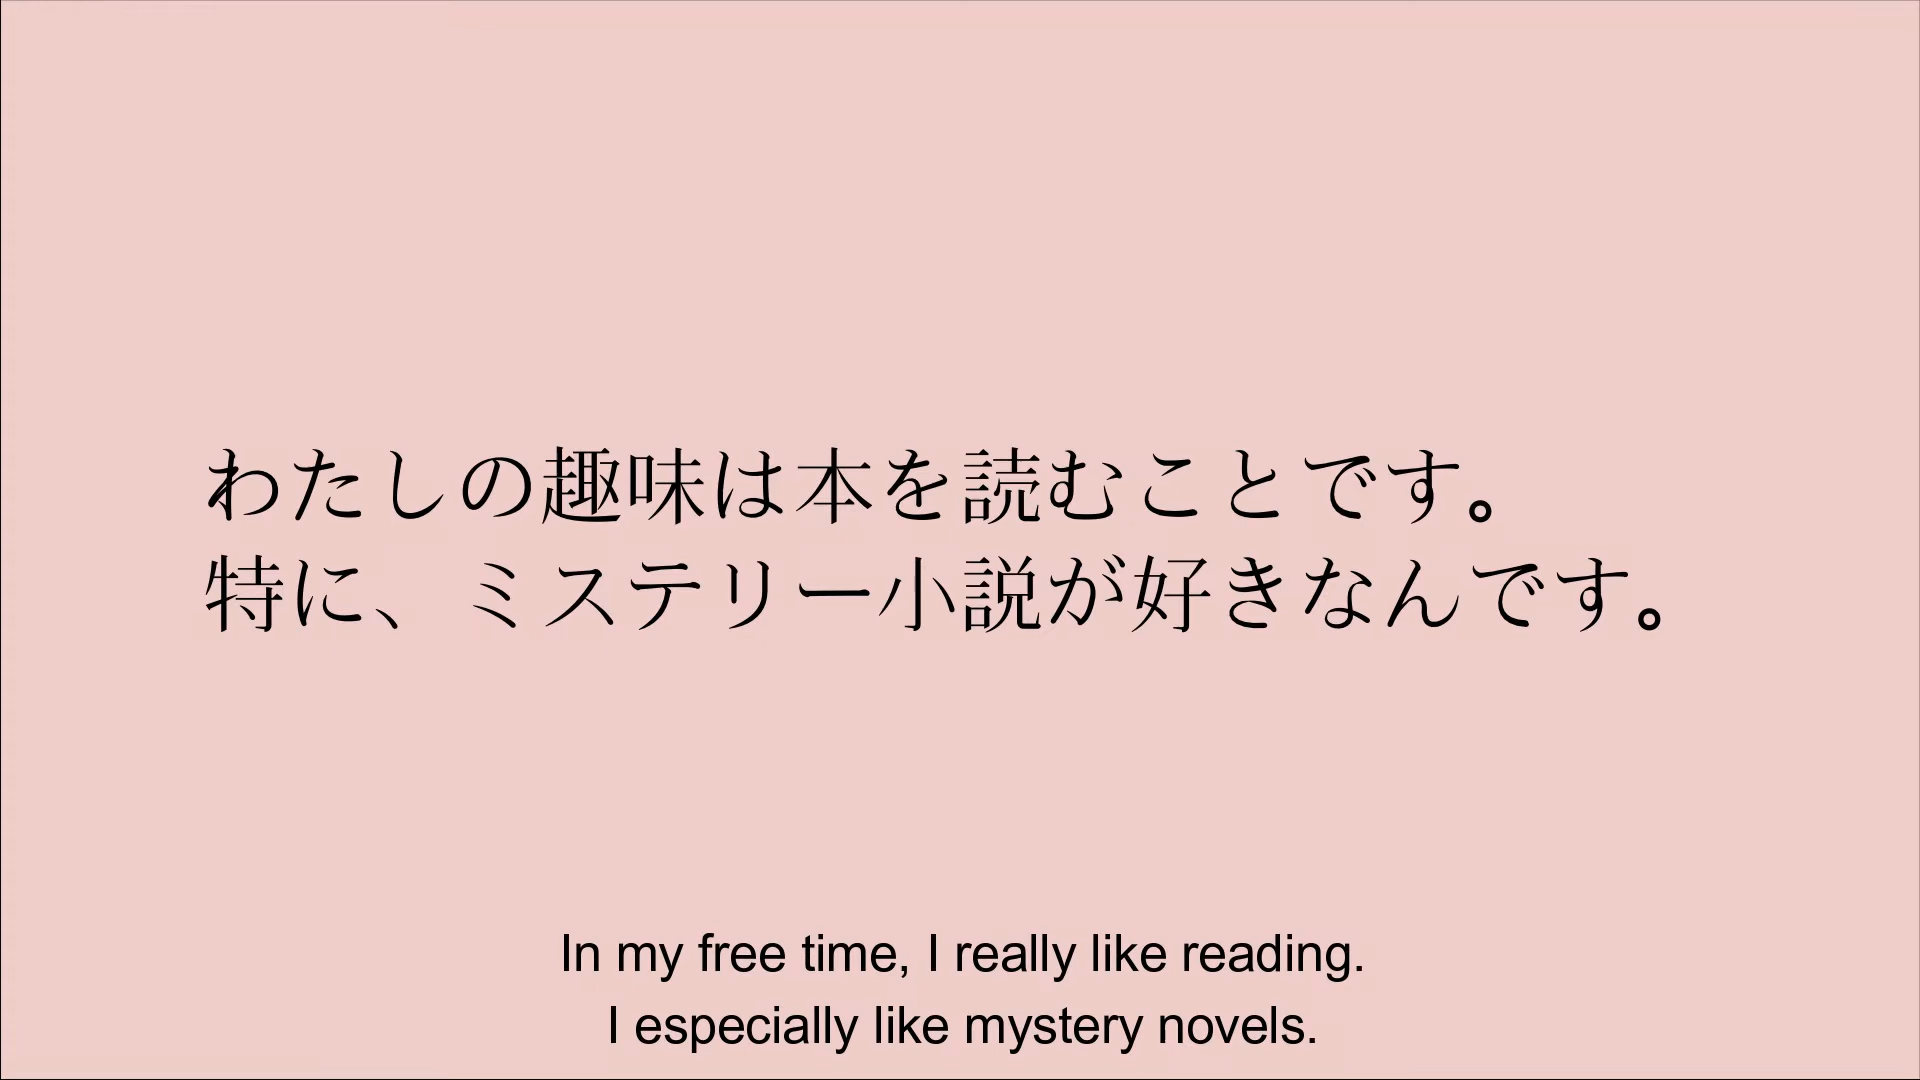 わたしの趣味は本を読むことです。
特に、ミステリー小説が好きなんです。
In my free time, I really like reading.
I especially like mystery novels.